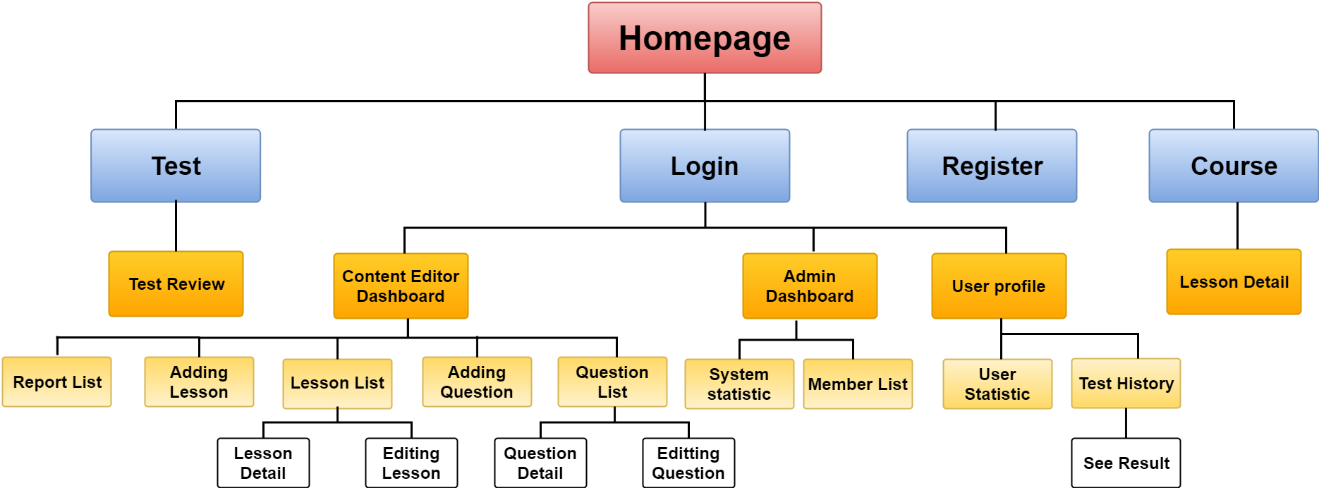 Homepage
Test
Login
Register
Course
Test Review
Content Editor
Dashboard
Admin
Dashboard
User profile
Lesson Detail
Report List
Adding
Lesson
Lesson List
Adding
Question
Question
List
System
statistic
Member List
User
Statistic
Test History
Lesson
Detail
Editing
Lesson
Question
Detail
Editting
Question
See Result